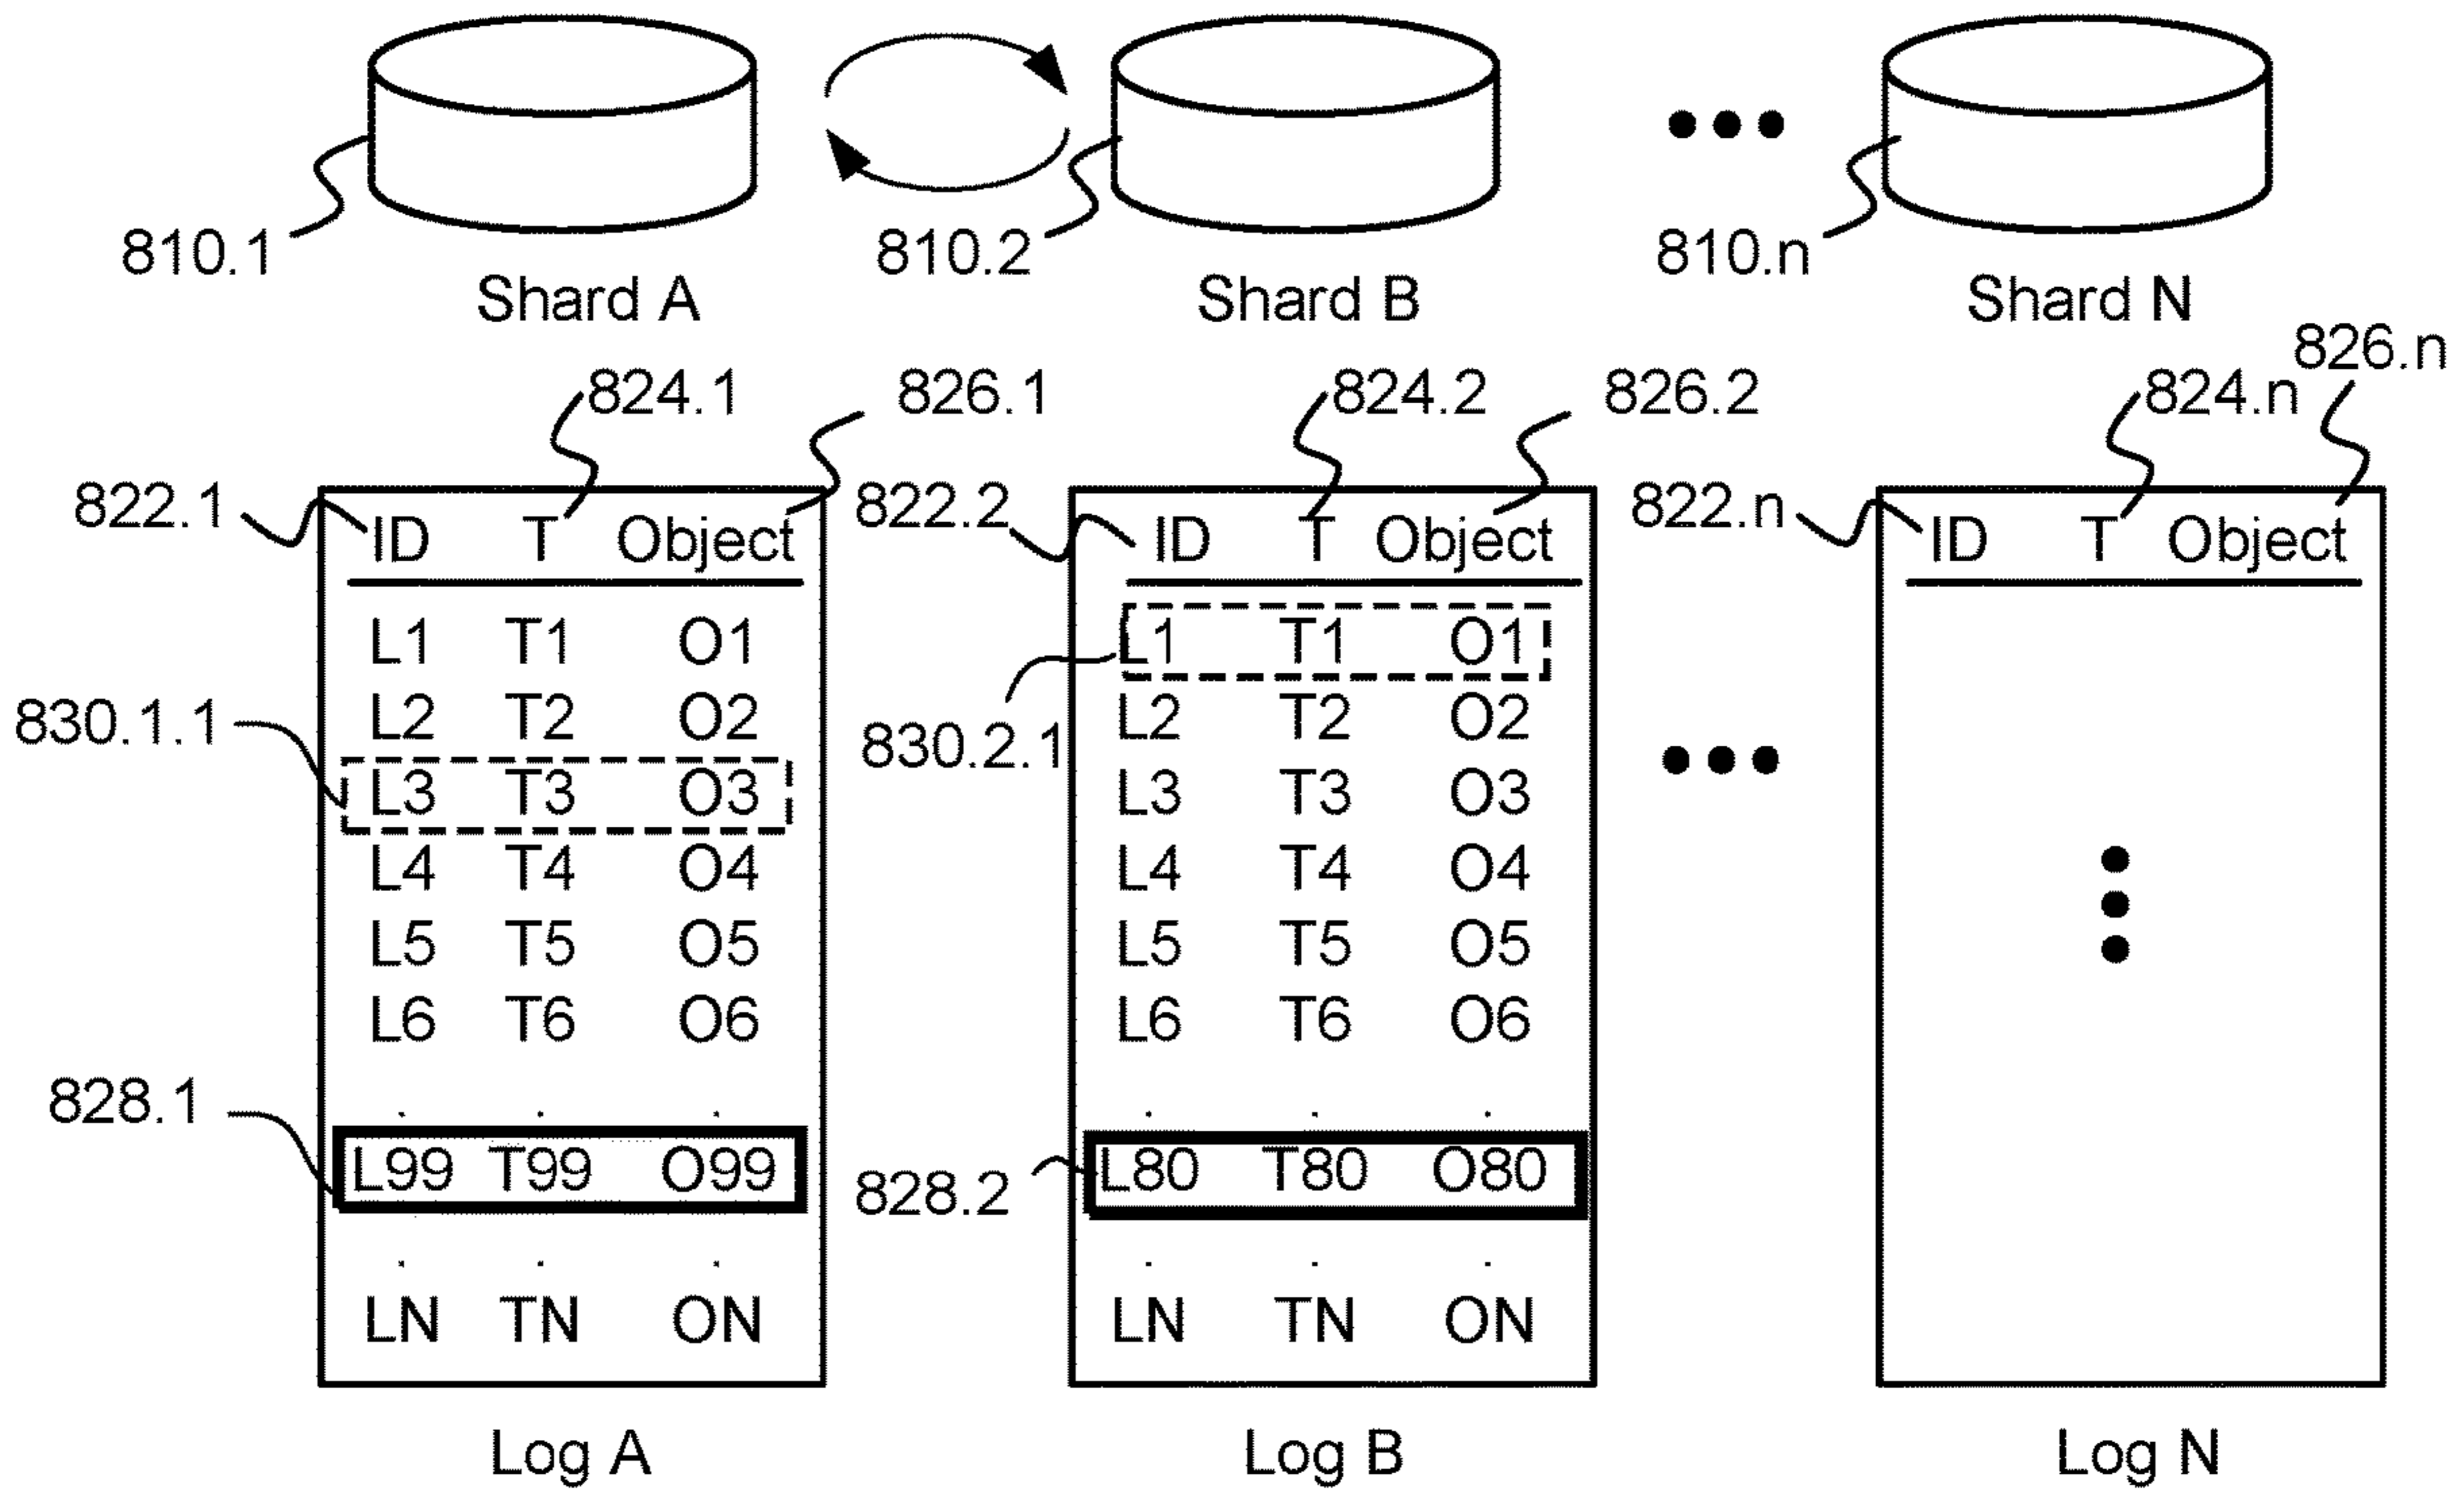 810.1 810.2 810.n
Shard A Shard B Shard N
826.n
824.1 826.1 824.2 826.2 824.n
822.1 822.2 822.n
ID T Object ID T Object ID T Object
L1 T1 O1 L1 T1 O1
830.1.1 L2 T2 O2 L2 T2 O2
830.2.1
L3 T3 O3 L3 T3 O3
L4 T4 O4 L4 T4 O4
L5 T5 O5 L5 T5 O5
L6 T6 O6 L6 T6 O6
828.1 . . . . . .
L99 T99 O99 L80 T80 O80
828.2
. . . . . .
LN TN ON LN TN ON
Log A Log B Log N